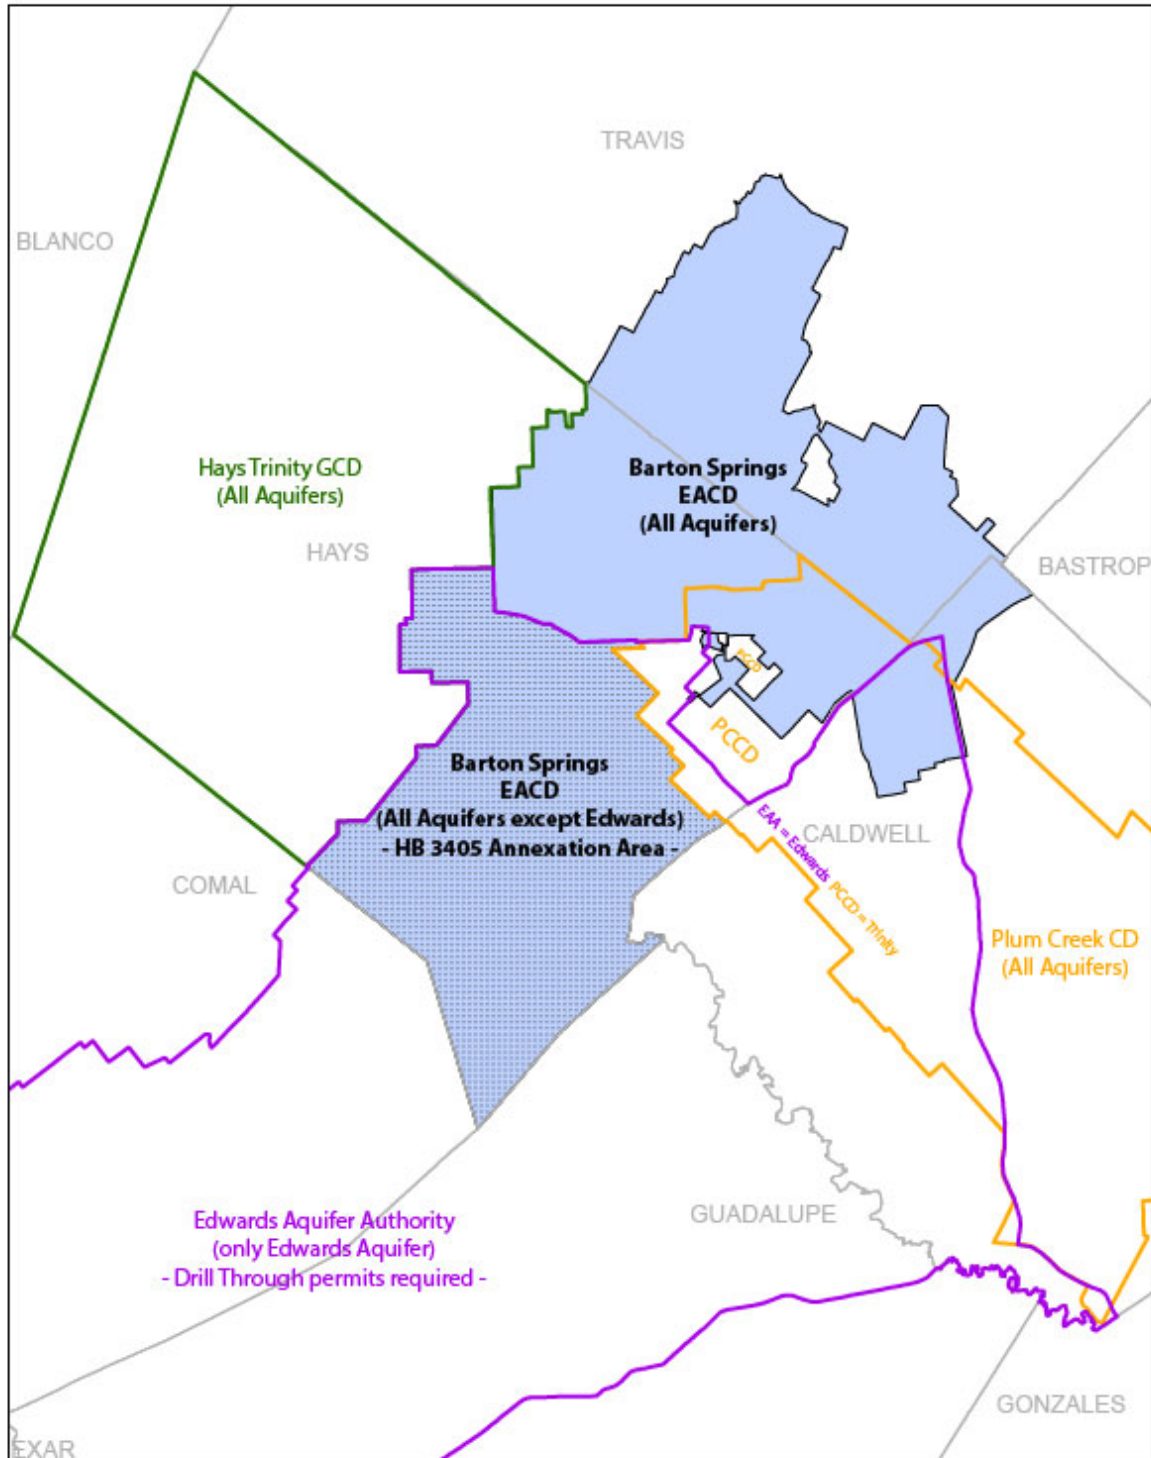 TRAVIS
BLANCO
Hays Trinity GCD
(All Aquifers)
Barton Springs
EACD
(All Aquifers)
HAYS
BASTROP
PCCD
PCCD
Barton Springs
EACD
(All Aquifers except Edwards)
- HB 3405 Annexation Area -
EAA = Edwards PCCD = Trinity
CALDWELL
COMAL
Plum Creek CD
(All Aquifers)
GUADALUPE
Edwards Aquifer Authority
(only Edwards Aquifer)
- Drill Through permits required -
GONZALES
EXAR